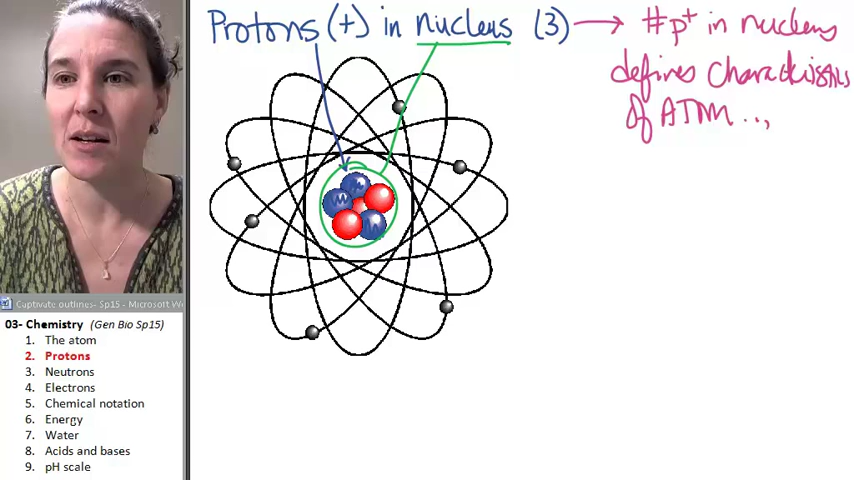 Protons (+) in nucleus (3) → #p⁺ in nucleus
defines characteristics
of ATOM...,
Captivate outlines- Sp15 - Microsoft W
03- Chemistry (Gen Bio Sp15)
1. The atom
2. Protons
3. Neutrons
4. Electrons
5. Chemical notation
6. Energy
7. Water
8. Acids and bases
9. pH scale